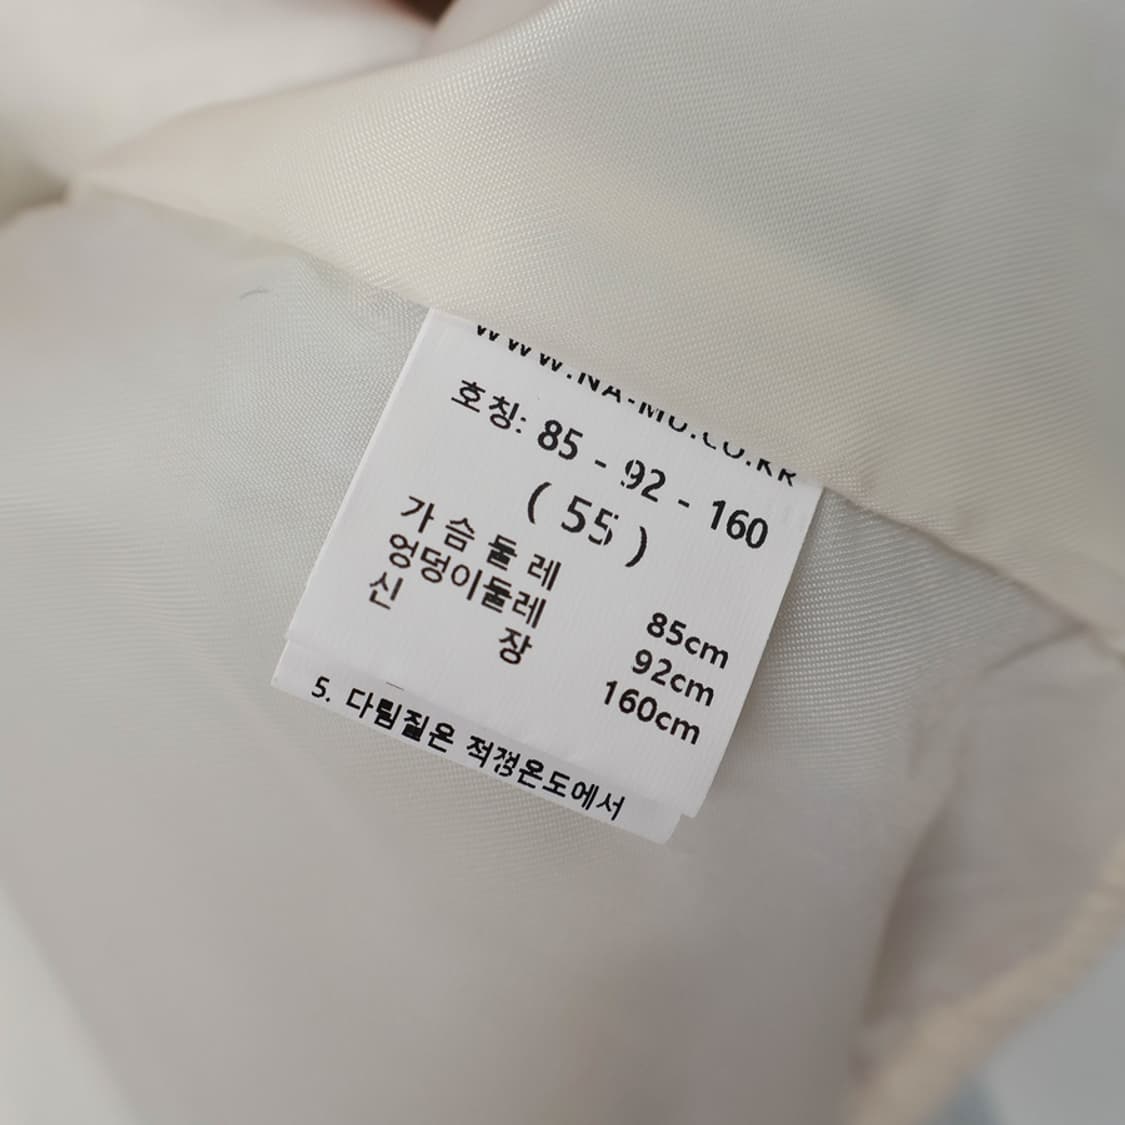 WWW.NA-MU.CO.KR
호칭: 85 - 92 - 160
( 55 )
가 슴 둘 레 85cm
엉덩이둘레 92cm
신 장 160cm
5. 다림질은 적정온도에서